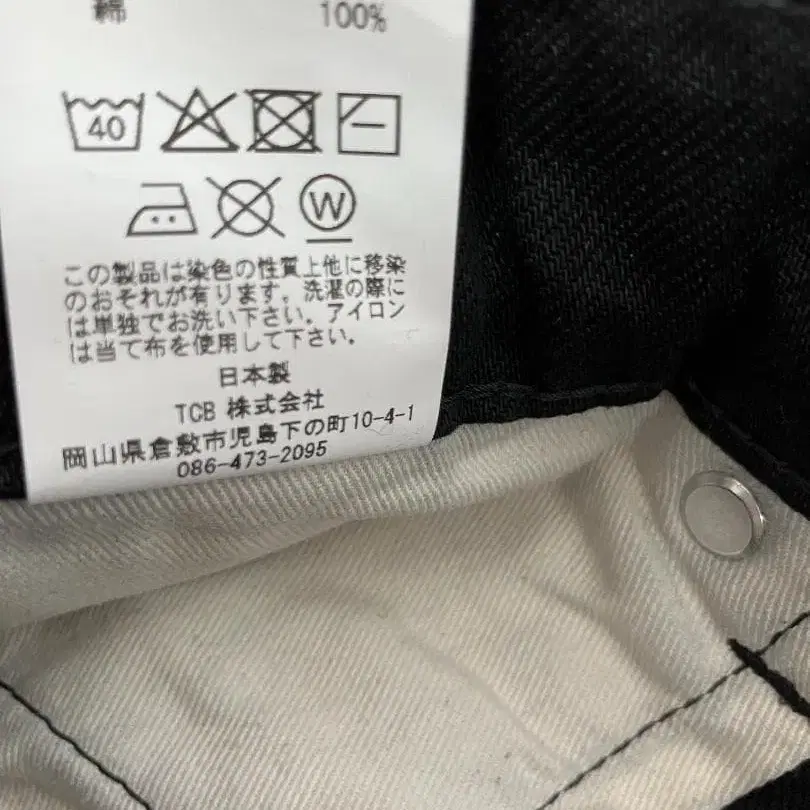 綿 100%
40
W
この製品は染色の性質上他に移染
のおそれが有ります。洗濯の際に
は単独でお洗い下さい。アイロン
は当て布を使用して下さい。
日本製
TCB 株式会社
岡山県倉敷市児島下の町10-4-1
086-473-2095